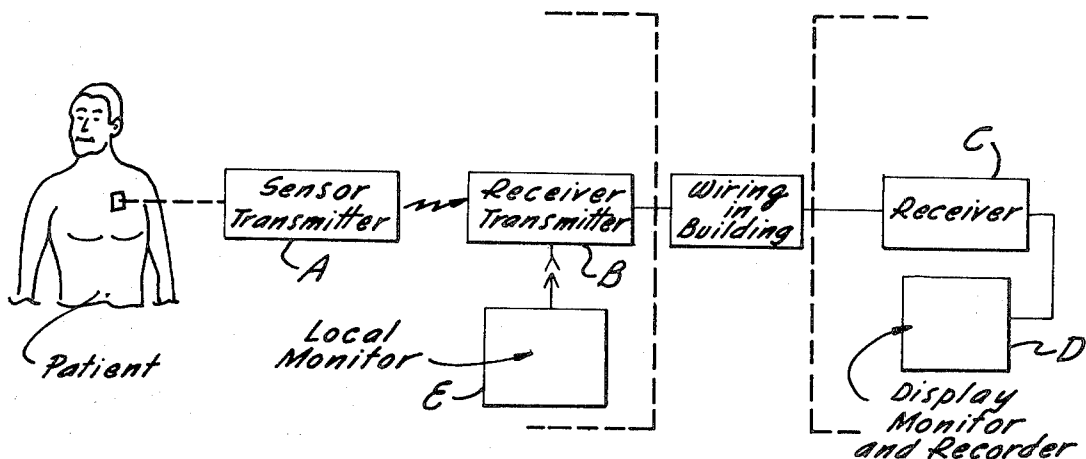 Sensor
Transmitter
A
Receiver
Transmitter
B
Wiring
in
Building
C
Receiver
Patient
Local
Monitor
E
D
Display
Monitor
and Recorder